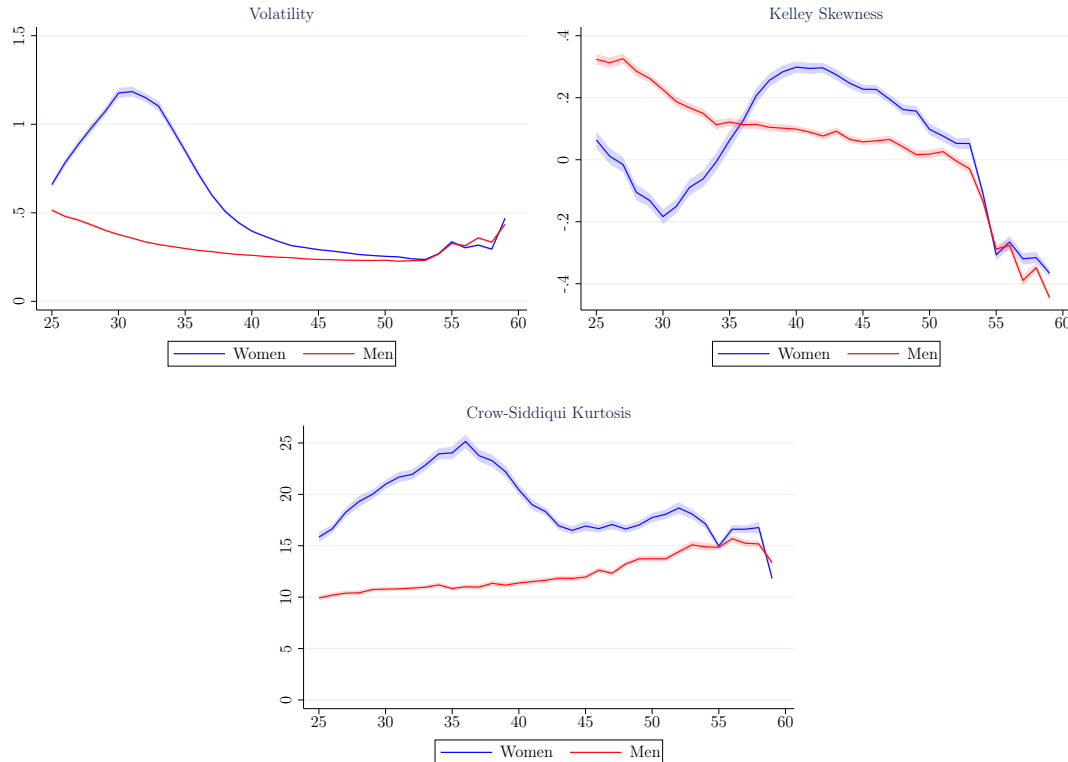 Volatility
1.5
1
.5
0
25 30 35 40 45 50 55 60
Women Men
Kelley Skewness
.4
.2
0
-.2
-.4
25 30 35 40 45 50 55 60
Women Men
Crow-Siddiqui Kurtosis
25
20
15
10
5
0
25 30 35 40 45 50 55 60
Women Men